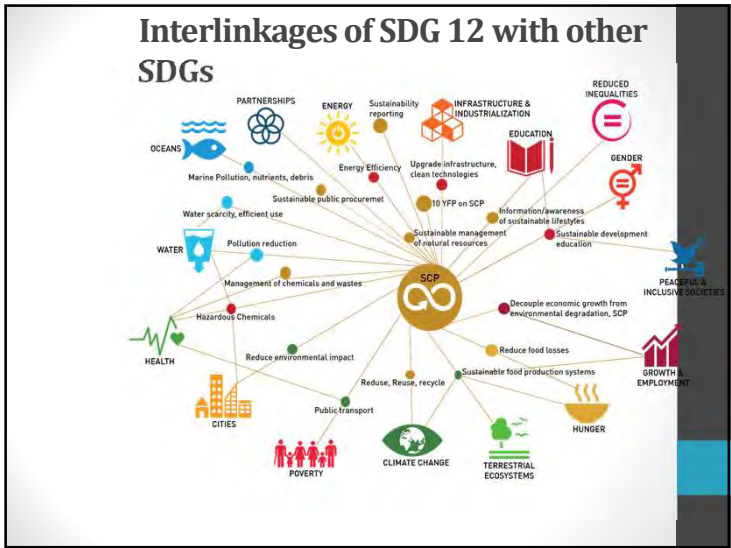 Interlinkages of SDG 12 with other
SDGs
REDUCED
INEQUALITIES
PARTNERSHIPS
ENERGY
Sustainability
reporting
INFRASTRUCTURE &
INDUSTRIALIZATION
EDUCATION
OCEANS
GENDER
Marine Pollution, nutrients, debris
Energy Efficiency
Upgrade infrastructure,
clean technologies
Sustainable public procuremet
10 YFP on SCP
Water scarcity, efficient use
Information/awareness
of sustainable lifestyles
Sustainable management
of natural resources
Sustainable development
education
WATER
Pollution reduction
PEACEFUL &
INCLUSIVE SOCIETIES
SCP
Management of chemicals and wastes
Decouple economic growth from
environmental degradation, SCP
Hazardous Chemicals
HEALTH
Reduce environmental impact
Reduce food losses
Sustainable food production systems
GROWTH &
EMPLOYMENT
Reduse, Reuse, recycle
Public transport
CITIES
HUNGER
CLIMATE CHANGE
TERRESTRIAL
ECOSYSTEMS
POVERTY